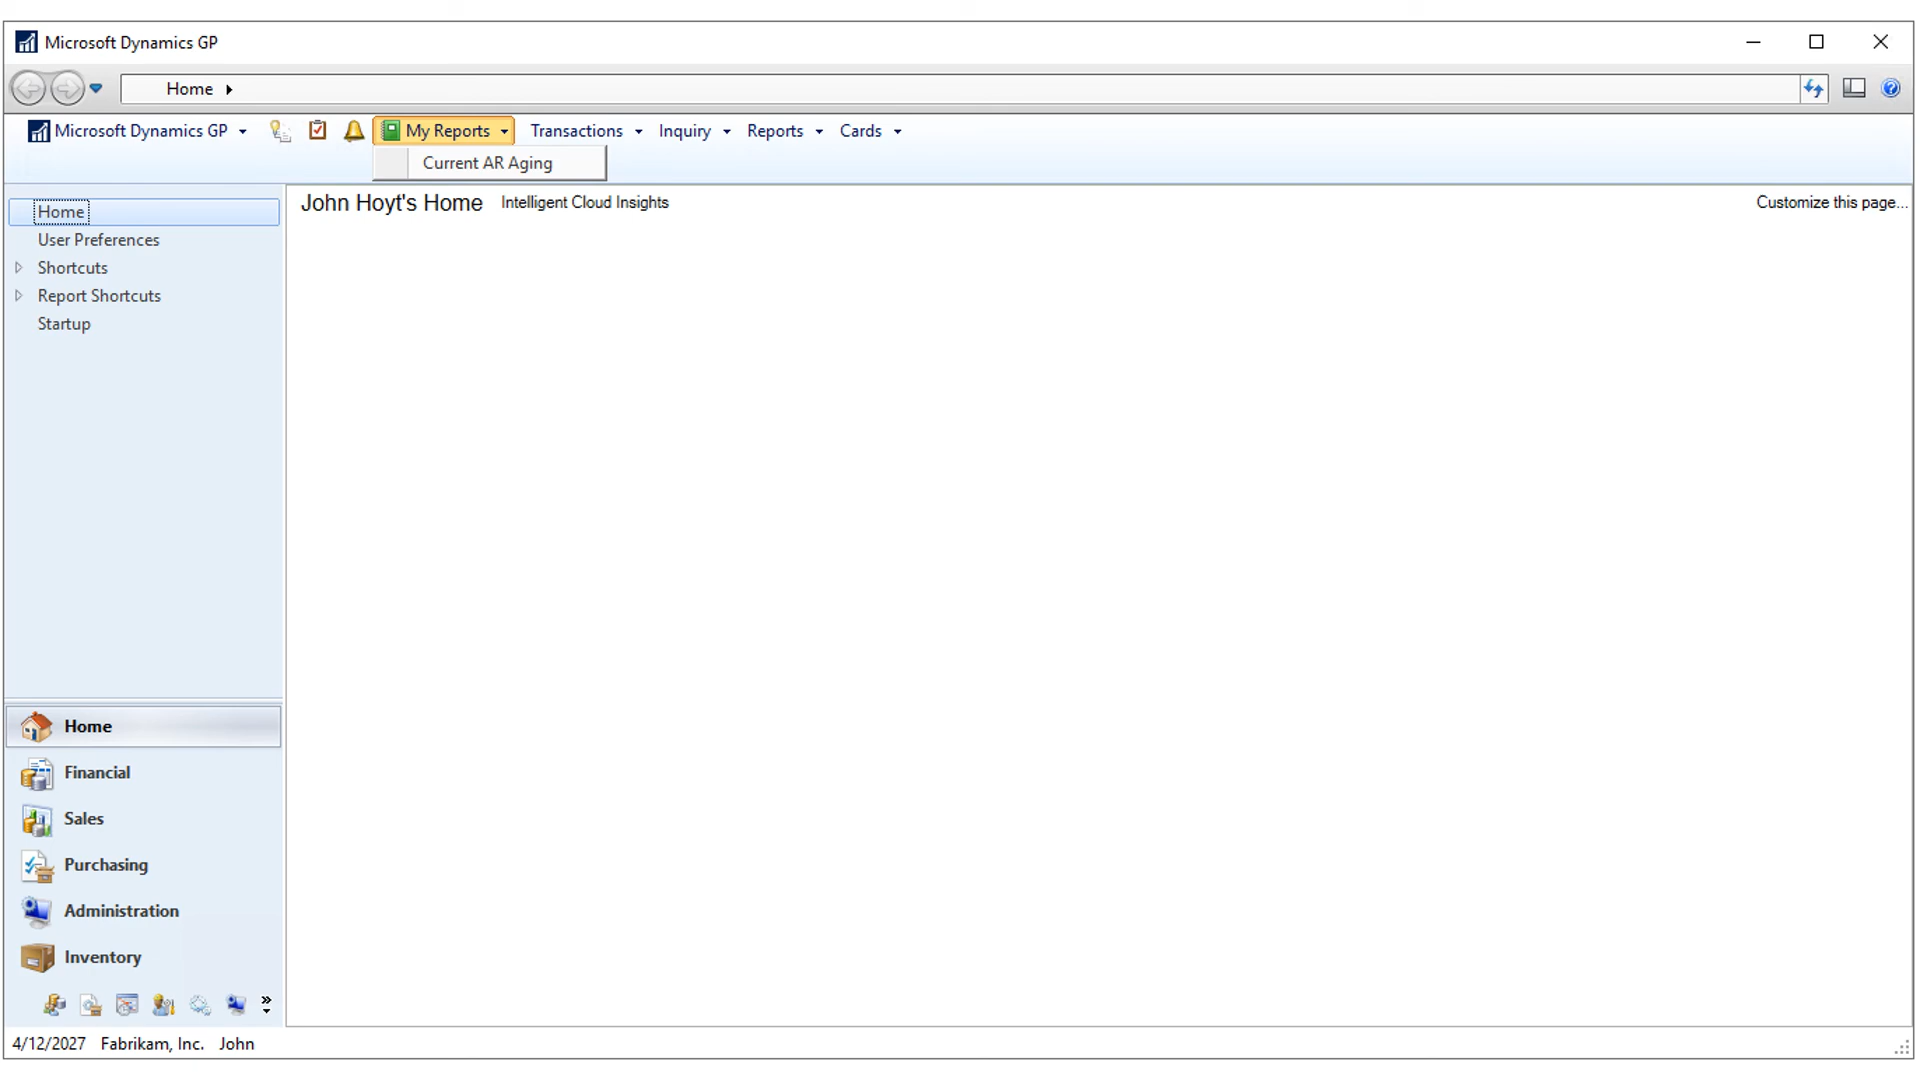 Microsoft Dynamics GP
Home
Microsoft Dynamics GP My Reports Transactions Inquiry Reports Cards
Current AR Aging
Home
User Preferences
Shortcuts
Report Shortcuts
Startup
John Hoyt's Home Intelligent Cloud Insights Customize this page...
Home
Financial
Sales
Purchasing
Administration
Inventory
4/12/2027 Fabrikam, Inc. John